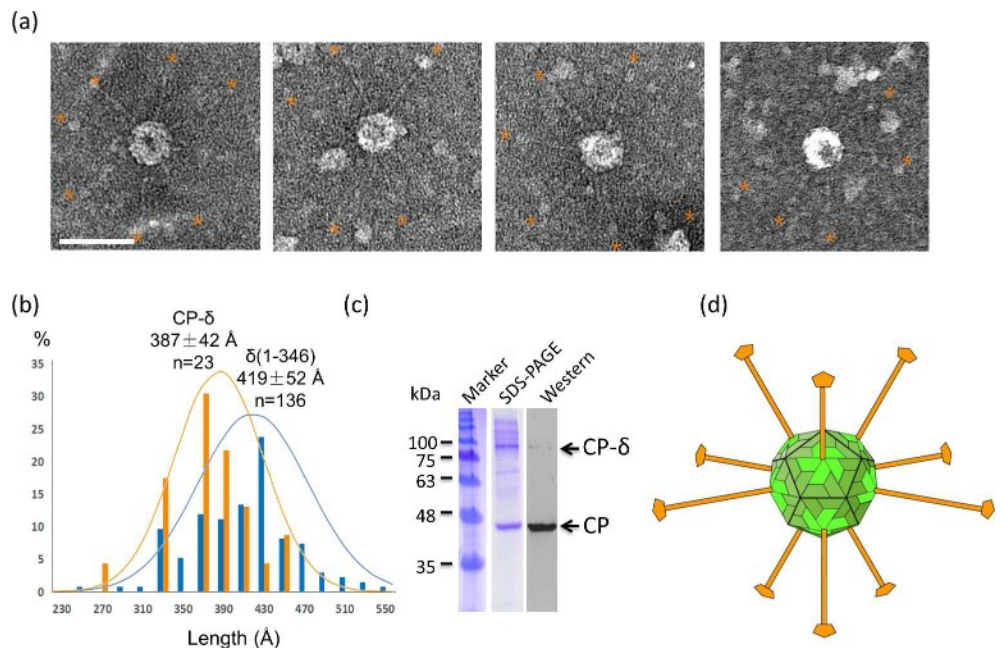 (a)
(b)
CP-δ
387±42 Å
n=23
δ(1-346)
419±52 Å
n=136
%
35
30
25
20
15
10
5
0
230 270 310 350 390 430 470 510 550
Length (Å)
(c)
kDa
Marker
SDS-PAGE
Western
100
75
63
48
35
CP-δ
CP
(d)